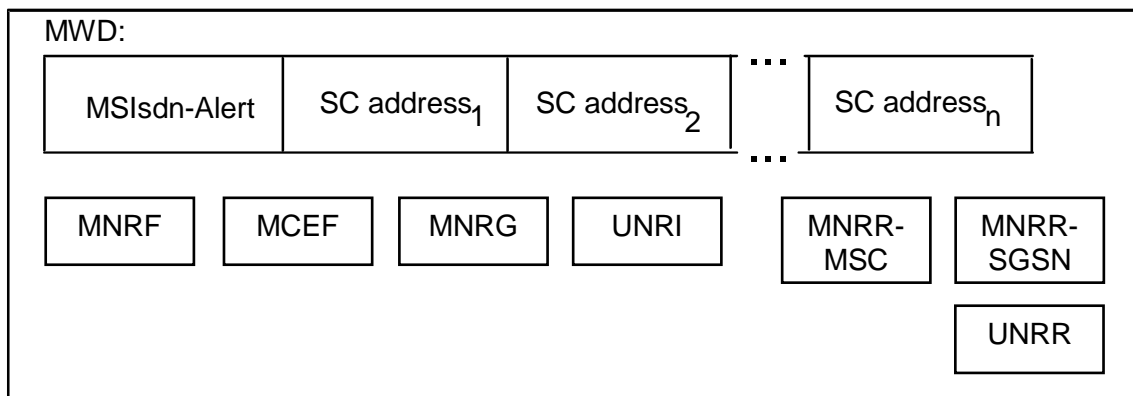 MWD:
MSIsdn-Alert SC address1 SC address2 ... SC addressn
...
MNRF MCEF MNRG UNRI MNRR-MSC MNRR-SGSN
UNRR